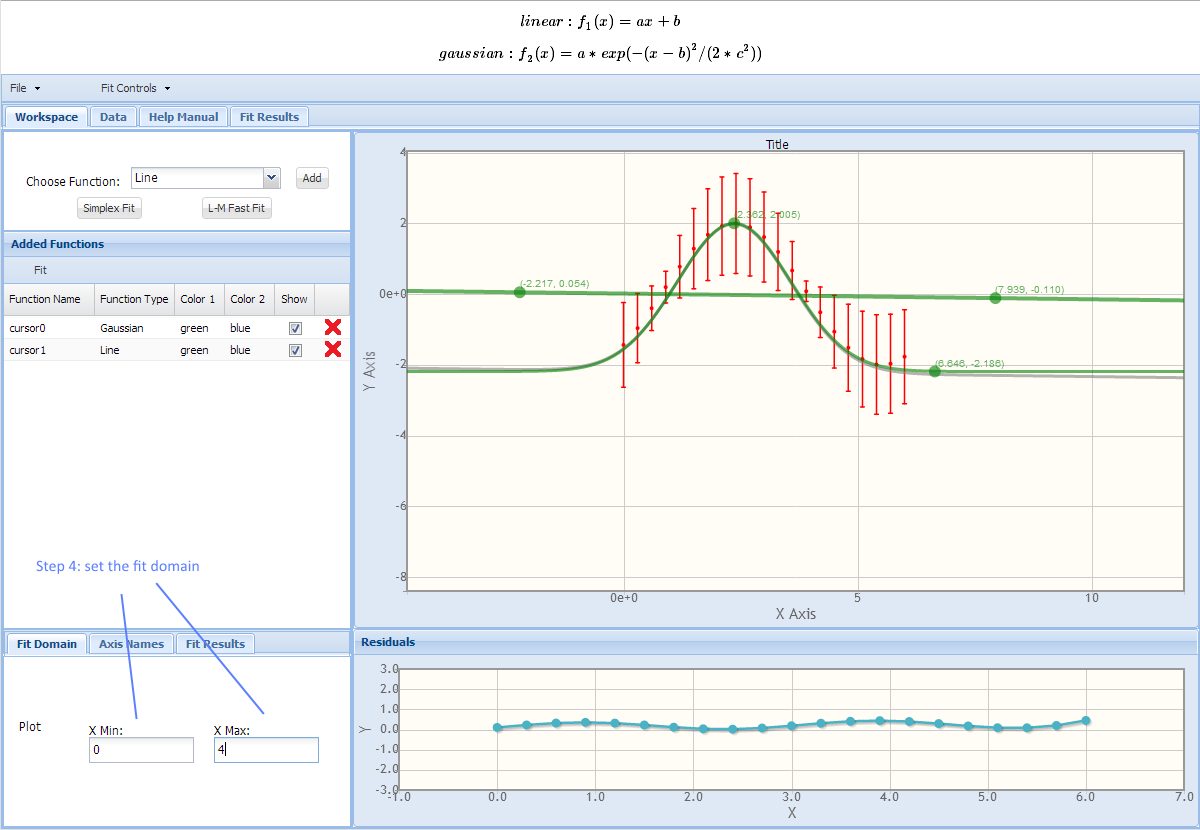 linear : f₁(x) = ax + b
gaussian : f₂(x) = a * exp(−(x − b)²/(2 * c²))
File Fit Controls
Workspace Data Help Manual Fit Results
Choose Function: Line Add
Simplex Fit L-M Fast Fit
Added Functions
Fit
Function Name Function Type Color 1 Color 2 Show
cursor0 Gaussian green blue
cursor1 Line green blue
Step 4: set the fit domain
Fit Domain Axis Names Fit Results
Plot
X Min: X Max:
0 4
Title
4
2
0e+0
-2
-4
-6
-8
Y Axis
(2.362, 2.005)
(-2.217, 0.054)
(7.939, -0.110)
(6.646, -2.186)
0e+0 5 10
X Axis
Residuals
3.0
2.0
1.0
0.0
-1.0
-2.0
-3.0
Y
-1.0 0.0 1.0 2.0 3.0 4.0 5.0 6.0 7.0
X